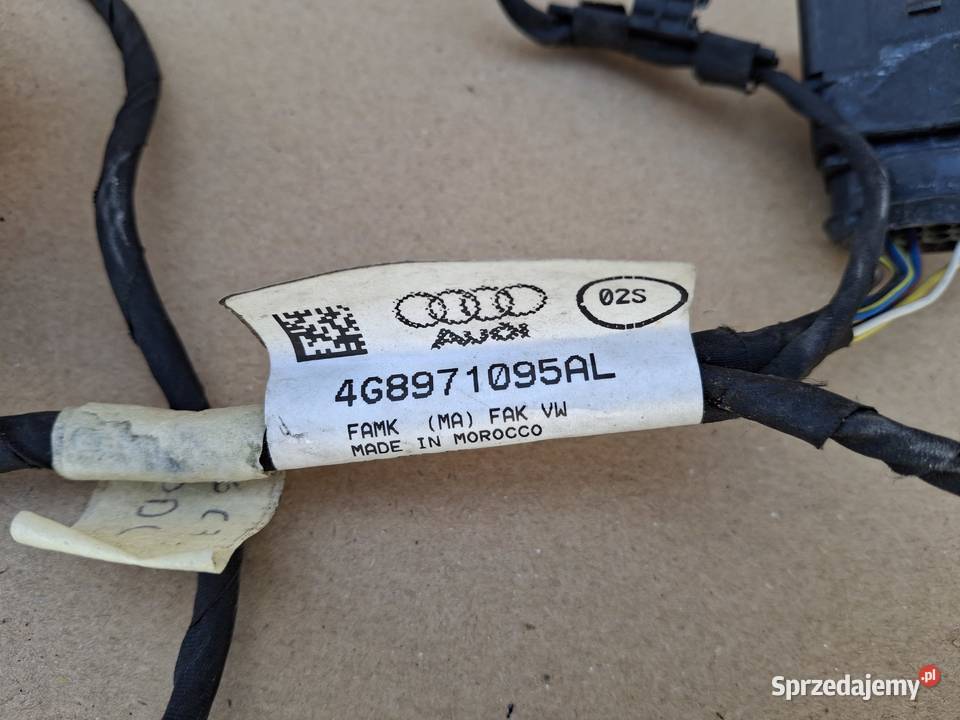 AUDI
02S
4G8971095AL
FAMK (MA) FAK VW
MADE IN MOROCCO
Sprzedajemy.pl